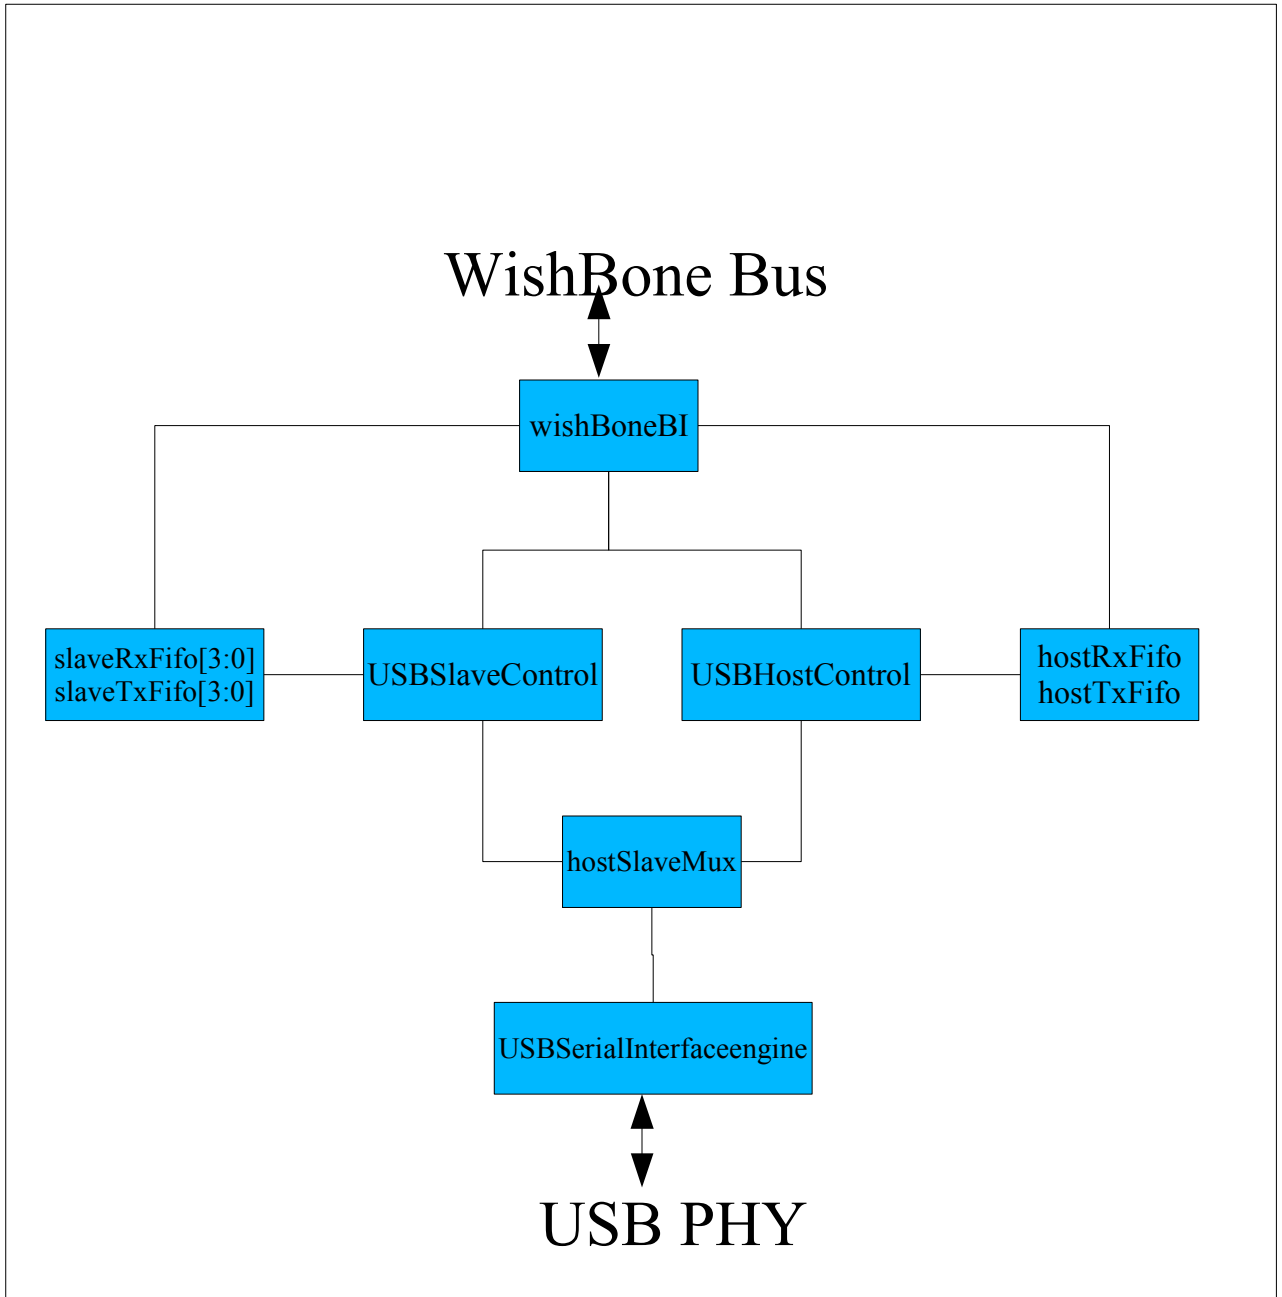 WishBone Bus
wishBoneBI
slaveRxFifo[3:0]
slaveTxFifo[3:0]
USBSlaveControl
USBHostControl
hostRxFifo
hostTxFifo
hostSlaveMux
USBSerialInterfaceengine
USB PHY